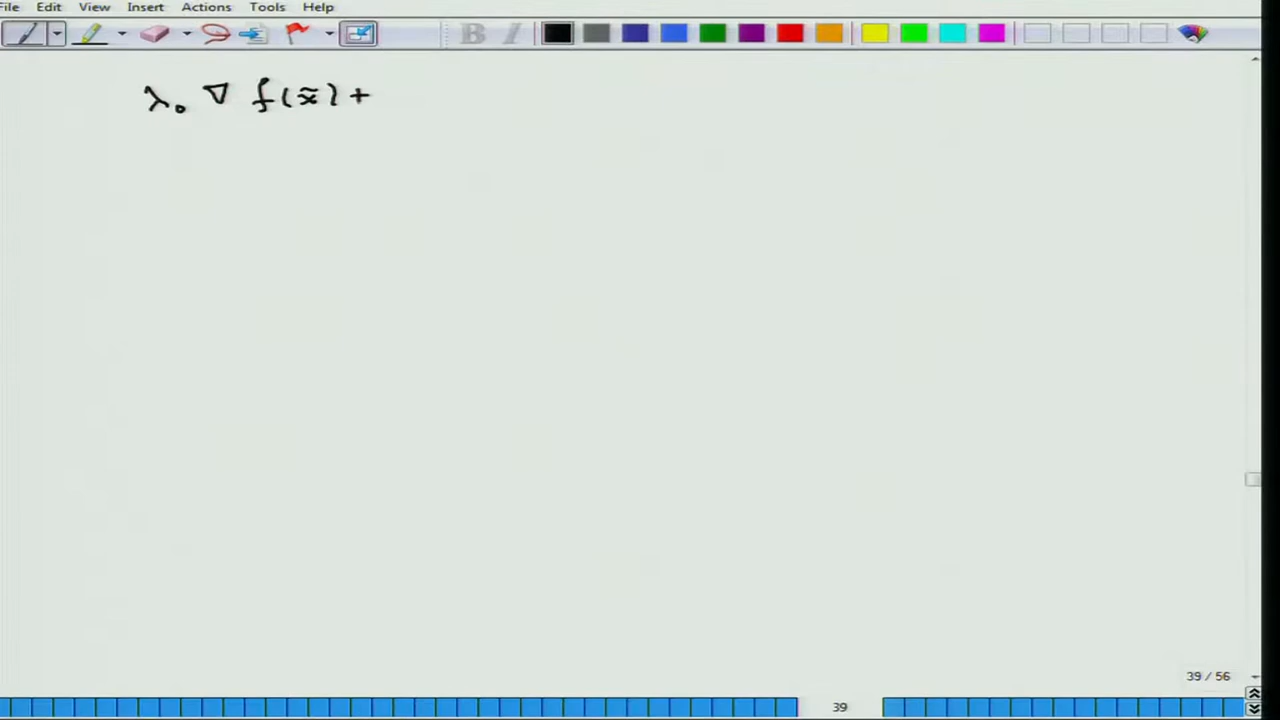 File Edit View Insert Actions Tools Help
B I
λ₀ ∇ f(x̃) +
39 / 56
39